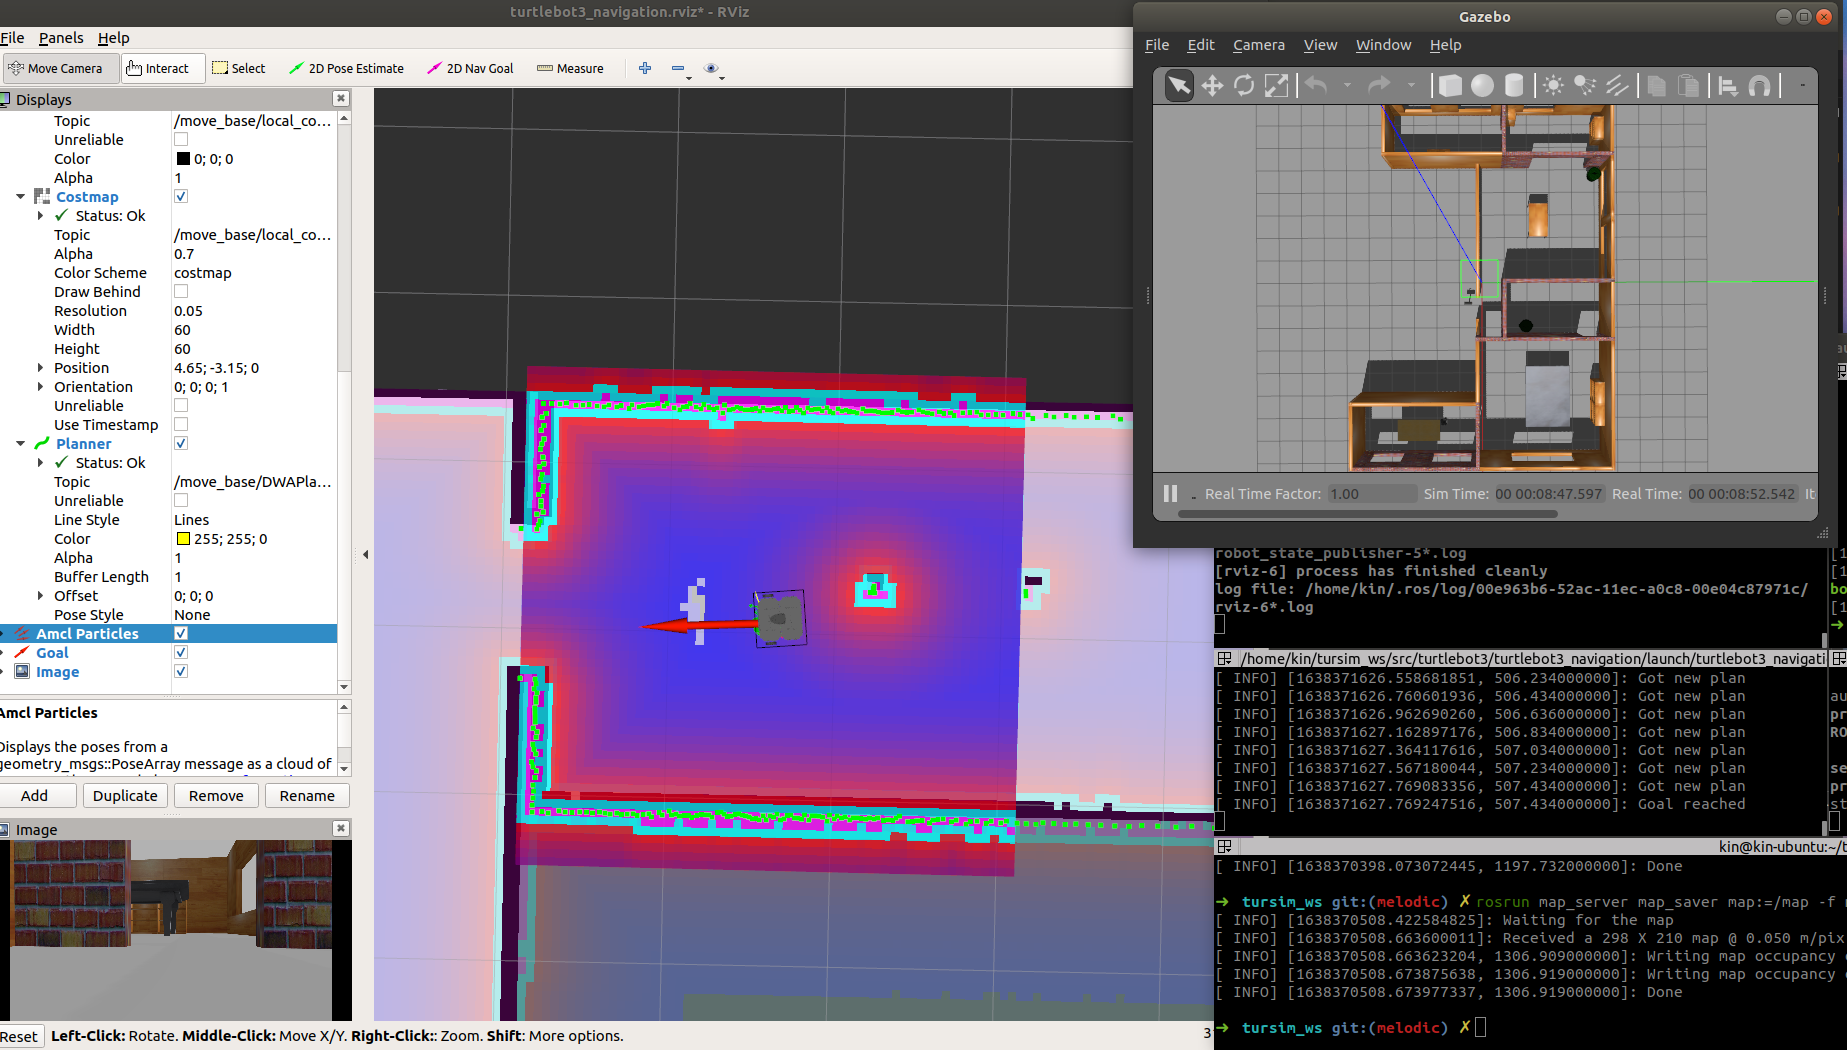 turtlebot3_navigation.rviz* - RViz
File Panels Help
Move Camera Interact Select 2D Pose Estimate 2D Nav Goal Measure
Displays
Topic /move_base/local_co...
Unreliable
Color 0; 0; 0
Alpha 1
Costmap
Status: Ok
Topic /move_base/local_co...
Alpha 0.7
Color Scheme costmap
Draw Behind
Resolution 0.05
Width 60
Height 60
Position 4.65; -3.15; 0
Orientation 0; 0; 0; 1
Unreliable
Use Timestamp
Planner
Status: Ok
Topic /move_base/DWAPla...
Unreliable
Line Style Lines
Color 255; 255; 0
Alpha 1
Buffer Length 1
Offset 0; 0; 0
Pose Style None
Amcl Particles
Goal
Image
Amcl Particles
Displays the poses from a
geometry_msgs::PoseArray message as a cloud of
Add Duplicate Remove Rename
Image
Reset Left-Click: Rotate. Middle-Click: Move X/Y. Right-Click:: Zoom. Shift: More options.
3
Gazebo
File Edit Camera View Window Help
Real Time Factor: 1.00 Sim Time: 00 00:08:47.597 Real Time: 00 00:08:52.542 It
robot_state_publisher-5*.log
[rviz-6] process has finished cleanly
log file: /home/kin/.ros/log/00e963b6-52ac-11ec-a0c8-00e04c87971c/
rviz-6*.log
/home/kin/tursim_ws/src/turtlebot3/turtlebot3_navigation/launch/turtlebot3_navigati
[ INFO] [1638371626.558681851, 506.234000000]: Got new plan
[ INFO] [1638371626.760601936, 506.434000000]: Got new plan
[ INFO] [1638371626.962690260, 506.636000000]: Got new plan
[ INFO] [1638371627.162897176, 506.834000000]: Got new plan
[ INFO] [1638371627.364117616, 507.034000000]: Got new plan
[ INFO] [1638371627.567180044, 507.234000000]: Got new plan
[ INFO] [1638371627.769083356, 507.434000000]: Got new plan
[ INFO] [1638371627.769247516, 507.434000000]: Goal reached
kin@kin-ubuntu:~/t
[ INFO] [1638370398.073072445, 1197.732000000]: Done
➜ tursim_ws git:(melodic) ✗ rosrun map_server map_saver map:=/map -f
[ INFO] [1638370508.422584825]: Waiting for the map
[ INFO] [1638370508.663600011]: Received a 298 X 210 map @ 0.050 m/pix
[ INFO] [1638370508.663623204, 1306.909000000]: Writing map occupancy
[ INFO] [1638370508.673875638, 1306.919000000]: Writing map occupancy
[ INFO] [1638370508.673977337, 1306.919000000]: Done
➜ tursim_ws git:(melodic) ✗